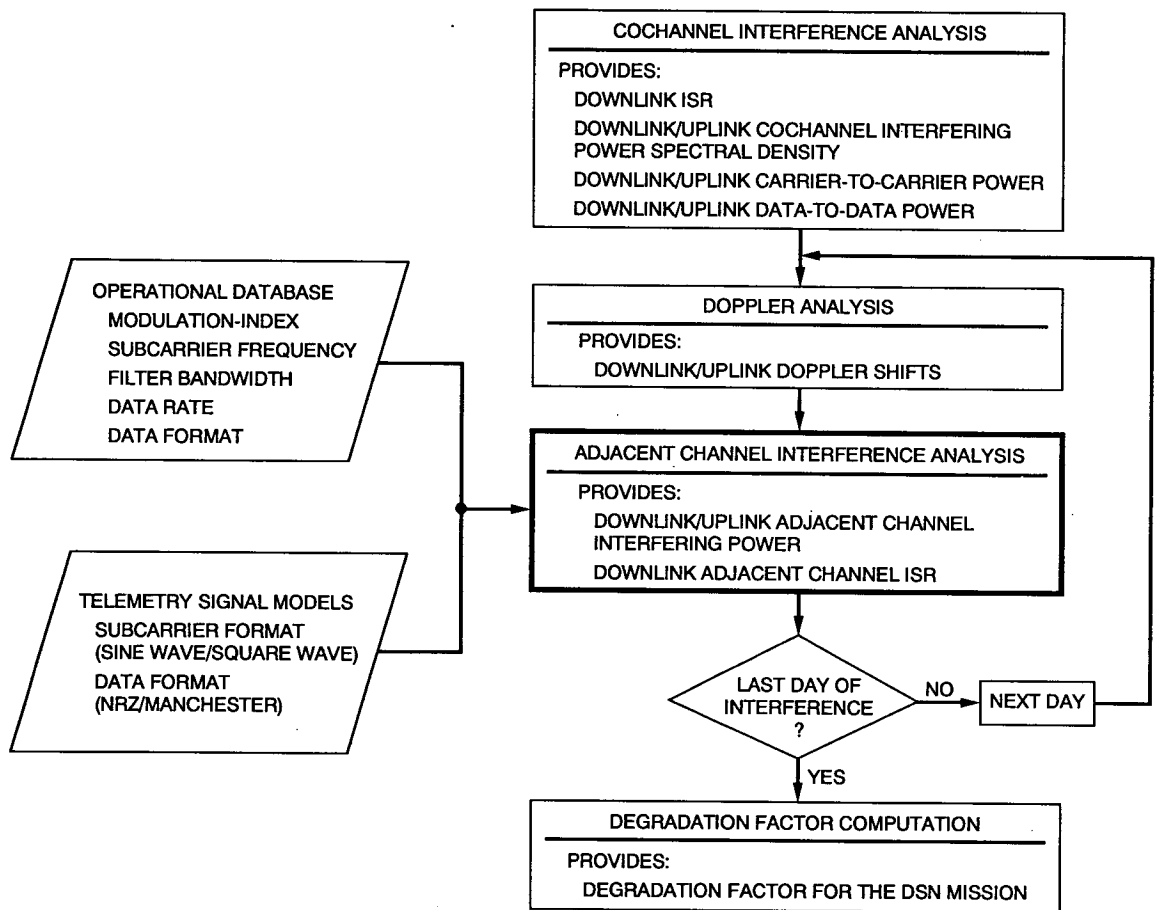 COCHANNEL INTERFERENCE ANALYSIS
PROVIDES:
DOWNLINK ISR
DOWNLINK/UPLINK COCHANNEL INTERFERING
POWER SPECTRAL DENSITY
DOWNLINK/UPLINK CARRIER-TO-CARRIER POWER
DOWNLINK/UPLINK DATA-TO-DATA POWER
OPERATIONAL DATABASE
MODULATION-INDEX
SUBCARRIER FREQUENCY
FILTER BANDWIDTH
DATA RATE
DATA FORMAT
DOPPLER ANALYSIS
PROVIDES:
DOWNLINK/UPLINK DOPPLER SHIFTS
ADJACENT CHANNEL INTERFERENCE ANALYSIS
PROVIDES:
DOWNLINK/UPLINK ADJACENT CHANNEL
INTERFERING POWER
DOWNLINK ADJACENT CHANNEL ISR
TELEMETRY SIGNAL MODELS
SUBCARRIER FORMAT
(SINE WAVE/SQUARE WAVE)
DATA FORMAT
(NRZ/MANCHESTER)
LAST DAY OF
INTERFERENCE
?
NO
NEXT DAY
YES
DEGRADATION FACTOR COMPUTATION
PROVIDES:
DEGRADATION FACTOR FOR THE DSN MISSION